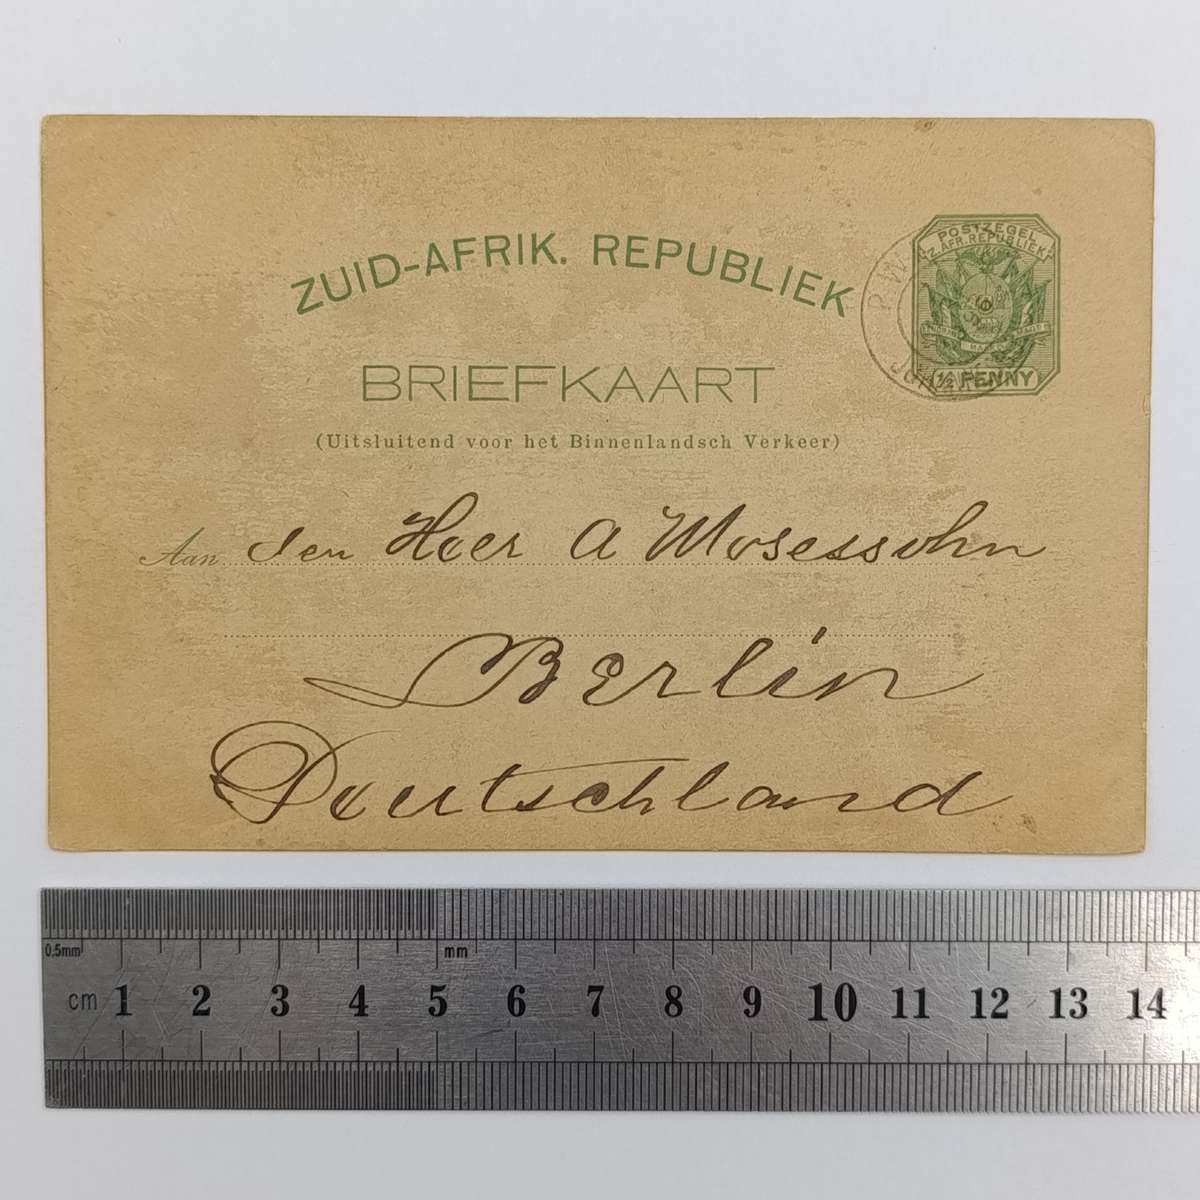 ZUID-AFRIK. REPUBLIEK
POSTZEGEL
Z. AFR. REPUBLIEK
½ PENNY
BRIEFKAART
(Uitsluitend voor het Binnenlandsch Verkeer)
Aan den Heer A Mosessohn
Berlin
Deutschland
0.5mm mm
cm 1 2 3 4 5 6 7 8 9 10 11 12 13 14